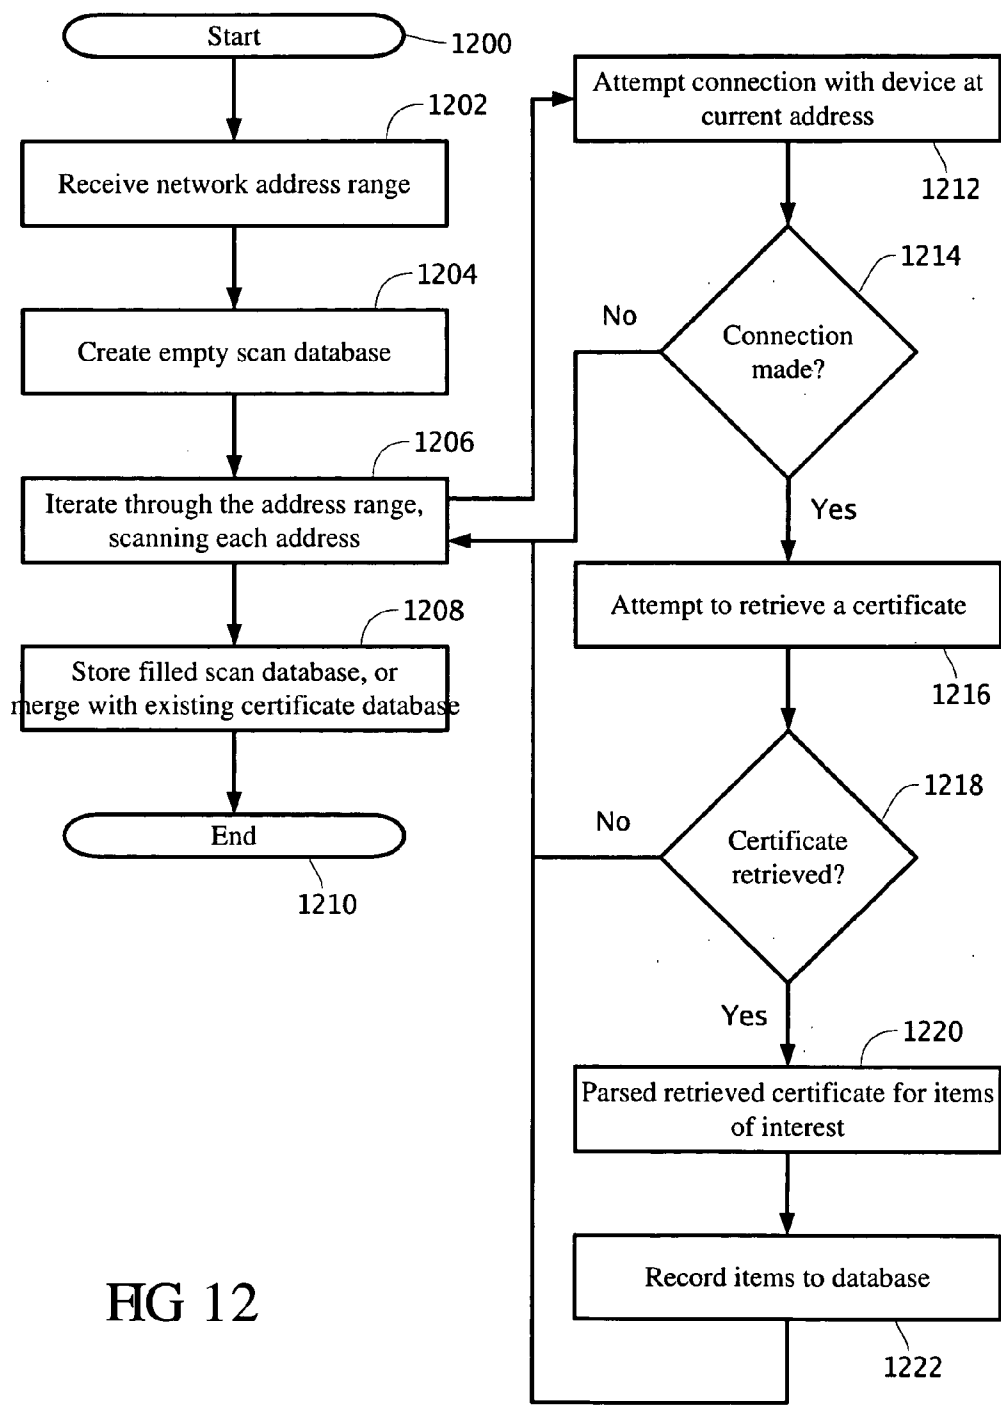 Start
1200
1202
Receive network address range
1204
Create empty scan database
1206
Iterate through the address range,
scanning each address
1208
Store filled scan database, or
merge with existing certificate database
End
1210
Attempt connection with device at
current address
1212
1214
Connection
made?
No
Yes
Attempt to retrieve a certificate
1216
1218
Certificate
retrieved?
No
Yes
1220
Parsed retrieved certificate for items
of interest
Record items to database
1222
FIG 12